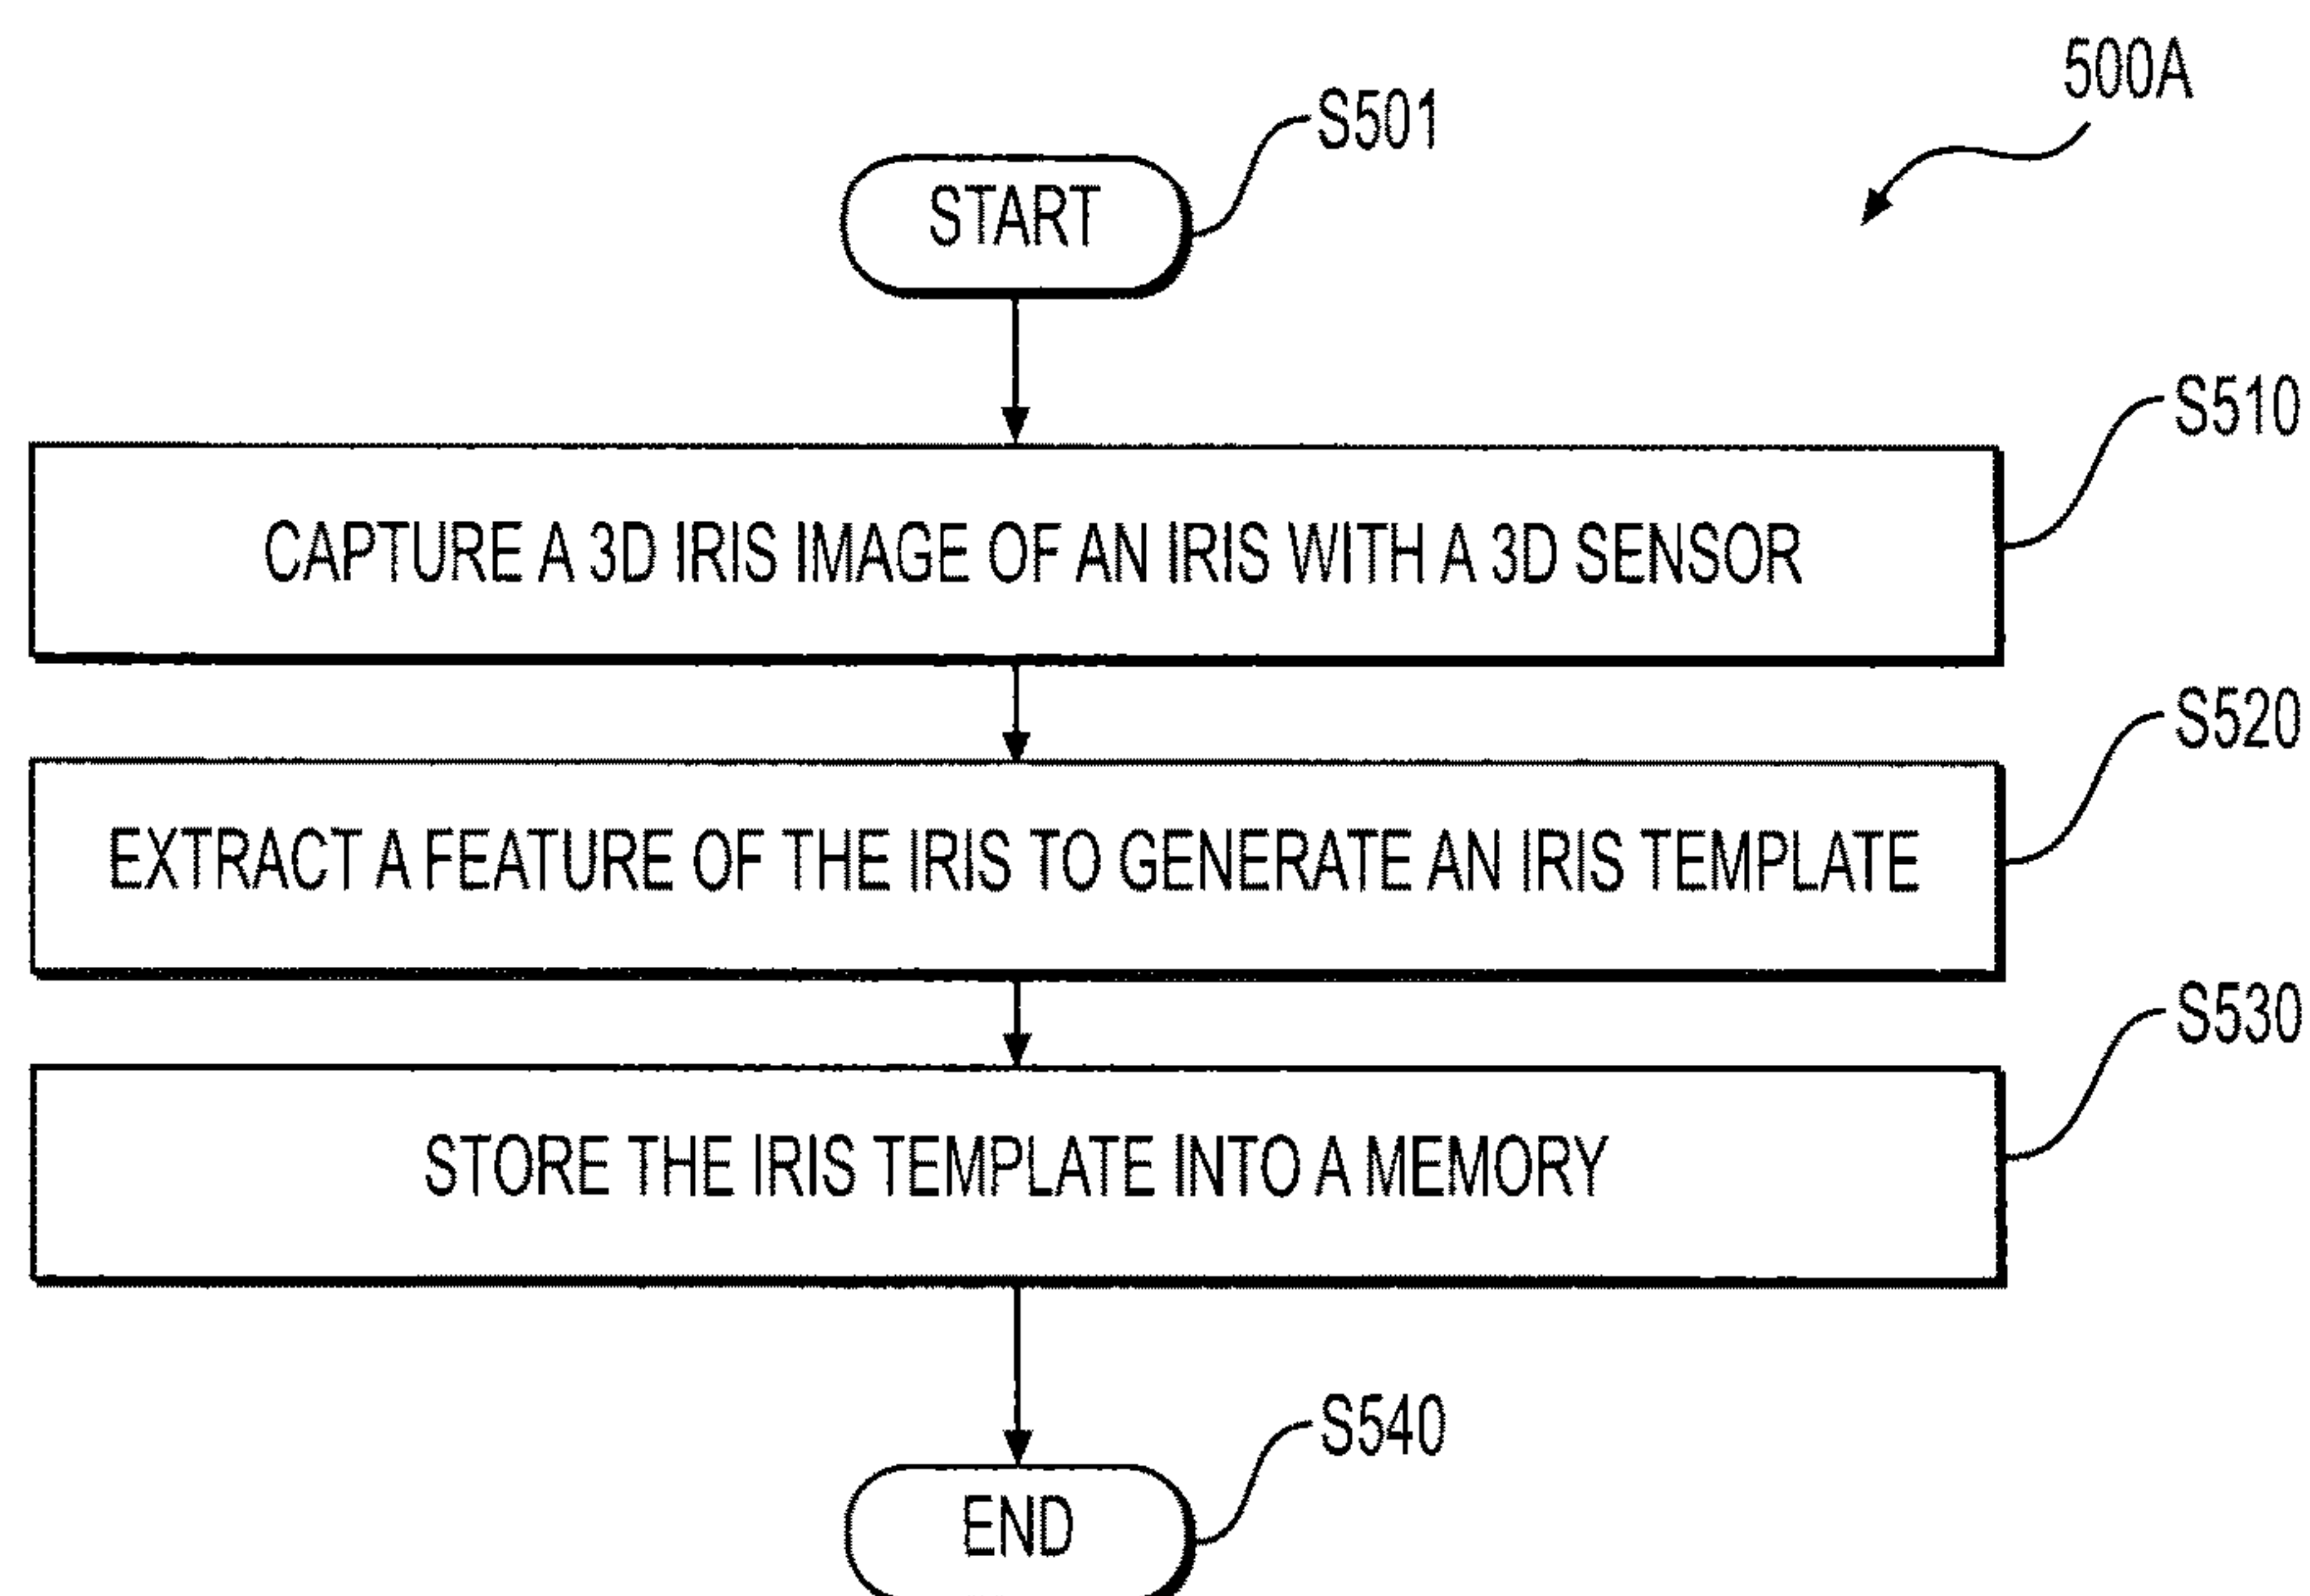 500A
S501
START
S510
CAPTURE A 3D IRIS IMAGE OF AN IRIS WITH A 3D SENSOR
S520
EXTRACT A FEATURE OF THE IRIS TO GENERATE AN IRIS TEMPLATE
S530
STORE THE IRIS TEMPLATE INTO A MEMORY
S540
END